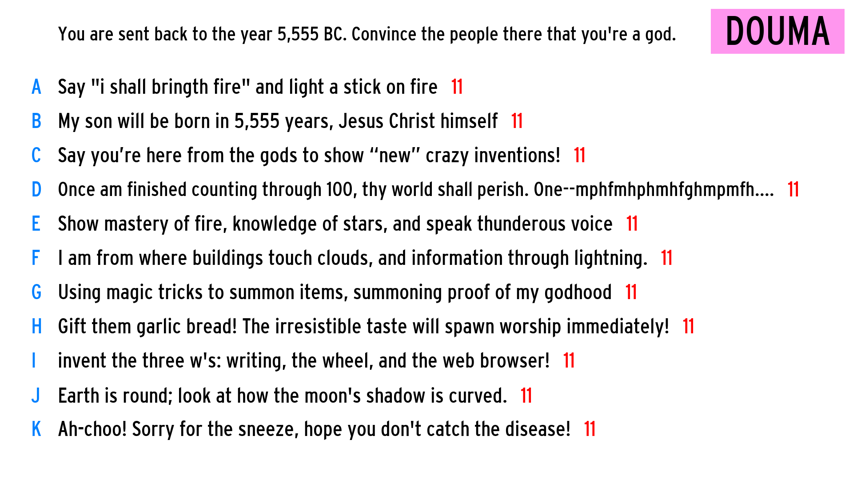 You are sent back to the year 5,555 BC. Convince the people there that you're a god.
DOUMA
A Say "i shall bringth fire" and light a stick on fire 11
B My son will be born in 5,555 years, Jesus Christ himself 11
C Say you’re here from the gods to show “new” crazy inventions! 11
D Once am finished counting through 100, thy world shall perish. One--mphfmhphmhfghmpmfh.... 11
E Show mastery of fire, knowledge of stars, and speak thunderous voice 11
F I am from where buildings touch clouds, and information through lightning. 11
G Using magic tricks to summon items, summoning proof of my godhood 11
H Gift them garlic bread! The irresistible taste will spawn worship immediately! 11
I invent the three w's: writing, the wheel, and the web browser! 11
J Earth is round; look at how the moon's shadow is curved. 11
K Ah-choo! Sorry for the sneeze, hope you don't catch the disease! 11